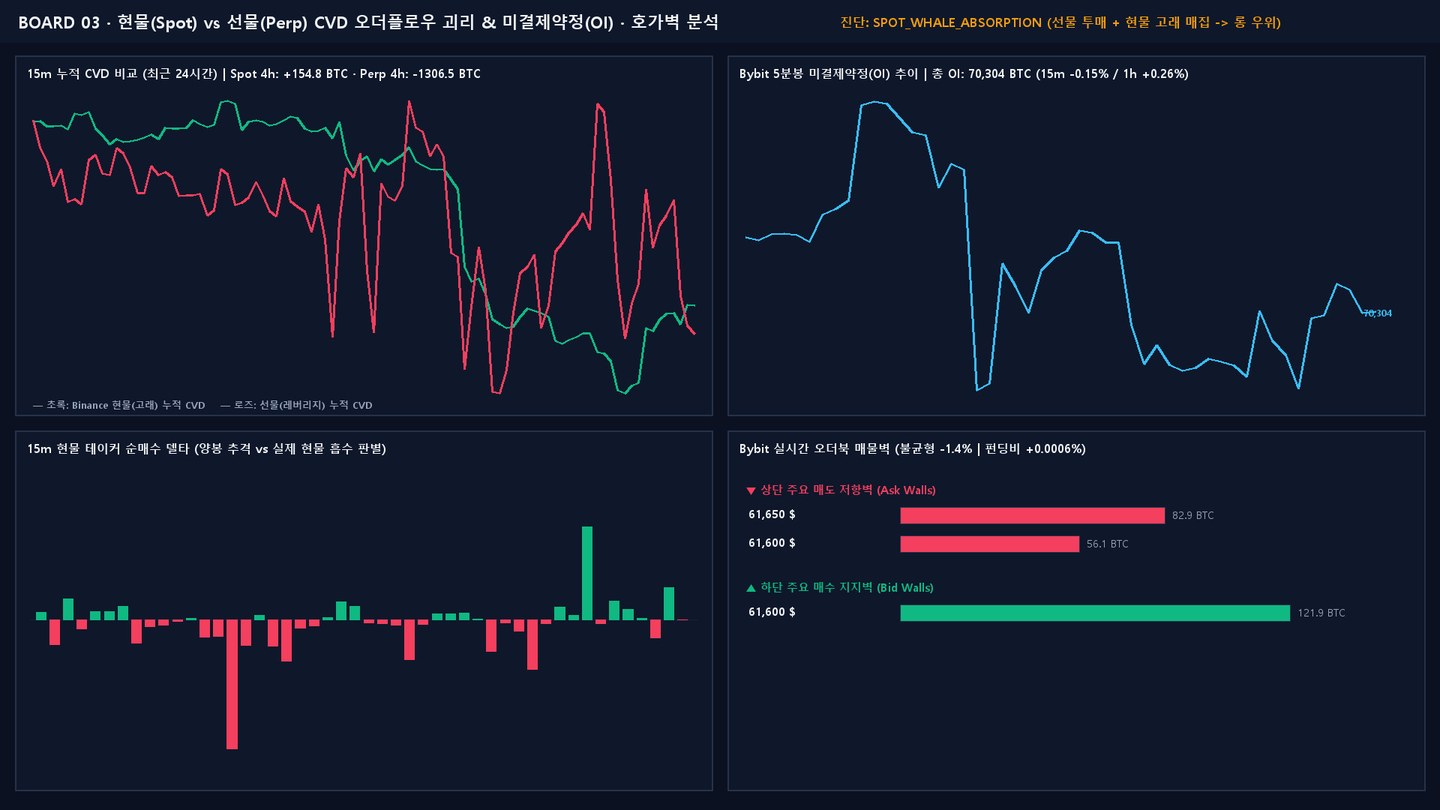 BOARD 03 · 현물(Spot) vs 선물(Perp) CVD 오더플로우 괴리 & 미결제약정(OI) · 호가벽 분석
진단: SPOT_WHALE_ABSORPTION (선물 투매 + 현물 고래 매집 -> 롱 우위)
15m 누적 CVD 비교 (최근 24시간) | Spot 4h: +154.8 BTC · Perp 4h: -1306.5 BTC
— 초록: Binance 현물(고래) 누적 CVD — 로즈: 선물(레버리지) 누적 CVD
Bybit 5분봉 미결제약정(OI) 추이 | 총 OI: 70,304 BTC (15m -0.15% / 1h +0.26%)
70,304
15m 현물 테이커 순매수 델타 (양봉 추격 vs 실제 현물 흡수 판별)
Bybit 실시간 오더북 매물벽 (불균형 -1.4% | 펀딩비 +0.0006%)
▼ 상단 주요 매도 저항벽 (Ask Walls)
61,650 $ 82.9 BTC
61,600 $ 56.1 BTC
▲ 하단 주요 매수 지지벽 (Bid Walls)
61,600 $ 121.9 BTC